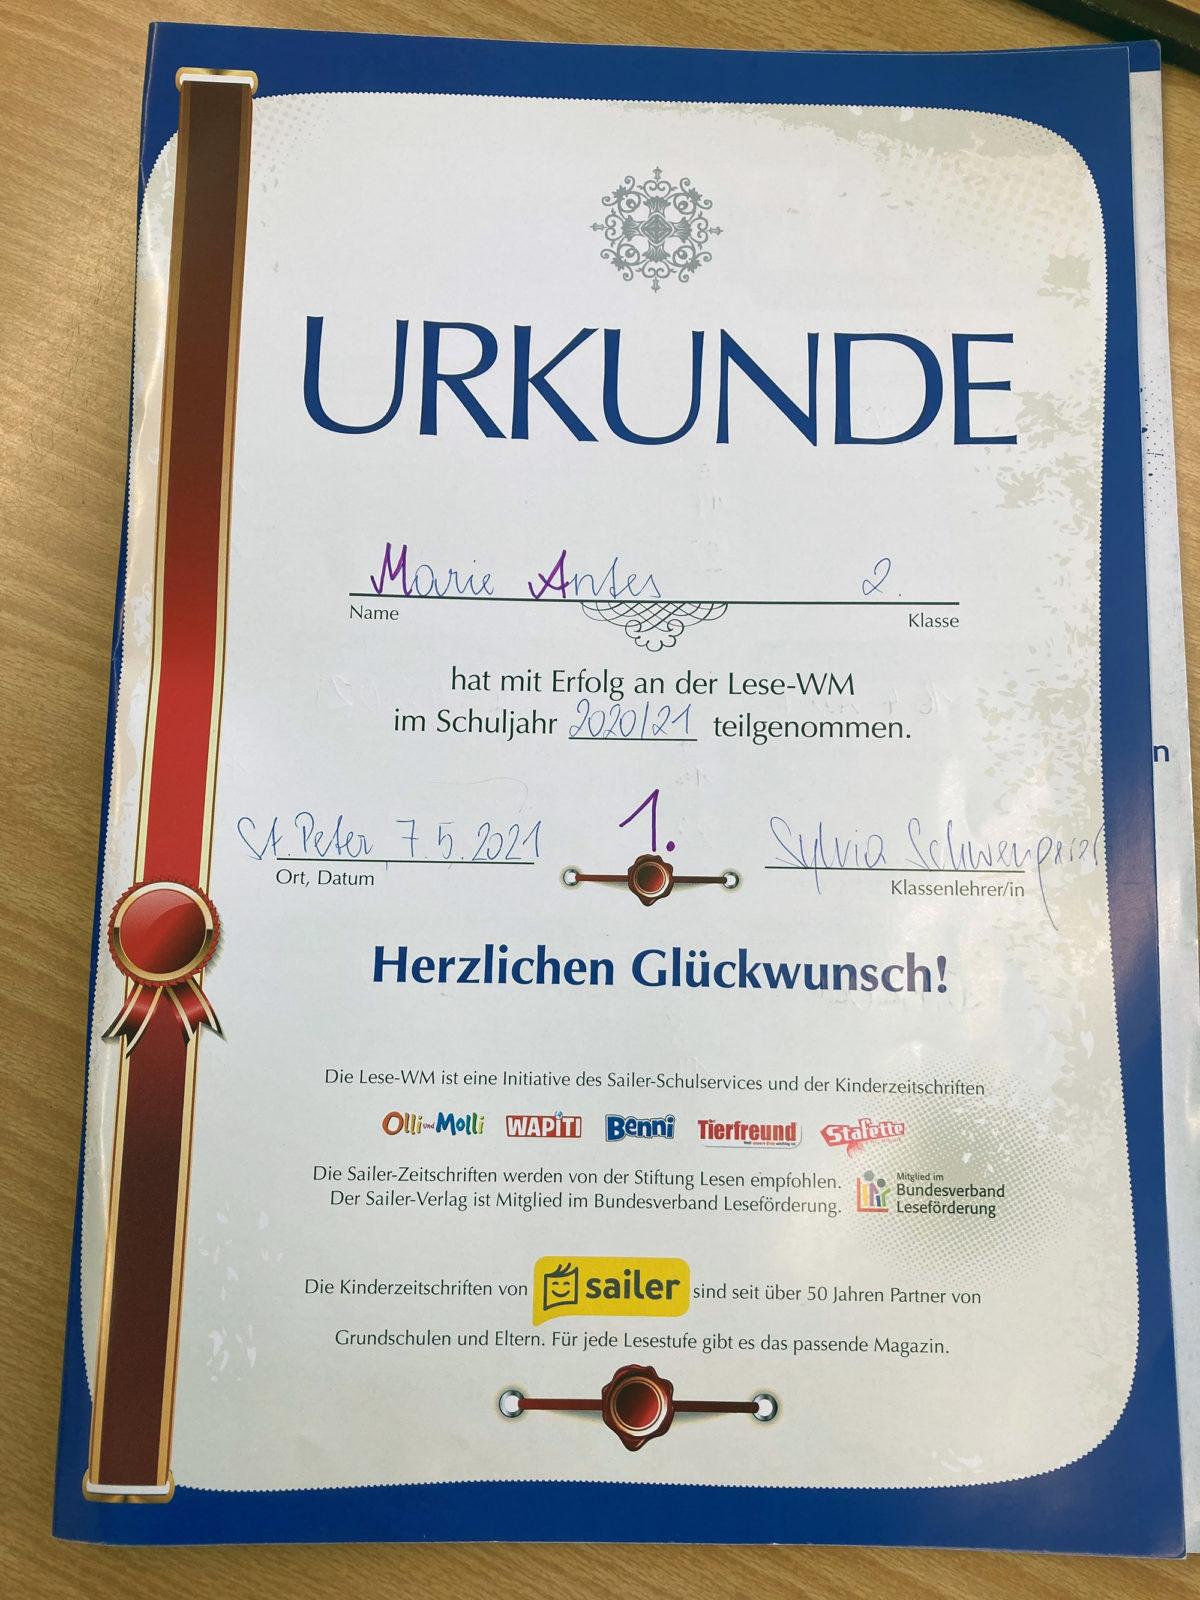 URKUNDE
Marie Antes 2.
Name Klasse
hat mit Erfolg an der Lese-WM
im Schuljahr 2020/21 teilgenommen.
St. Peter 7.5.2021 1. Sylvia
Ort, Datum Klassenlehrer/in
Herzlichen Glückwunsch!
Die Lese-WM ist eine Initiative des Sailer-Schulservices und der Kinderzeitschriften
Olli und Molli WAPITI Benni Tierfreund Stafette
Die Sailer-Zeitschriften werden von der Stiftung Lesen empfohlen.
Der Sailer-Verlag ist Mitglied im Bundesverband Leseförderung.
Mitglied im
Bundesverband
Leseförderung
Die Kinderzeitschriften von sailer sind seit über 50 Jahren Partner von
Grundschulen und Eltern. Für jede Lesestufe gibt es das passende Magazin.
n